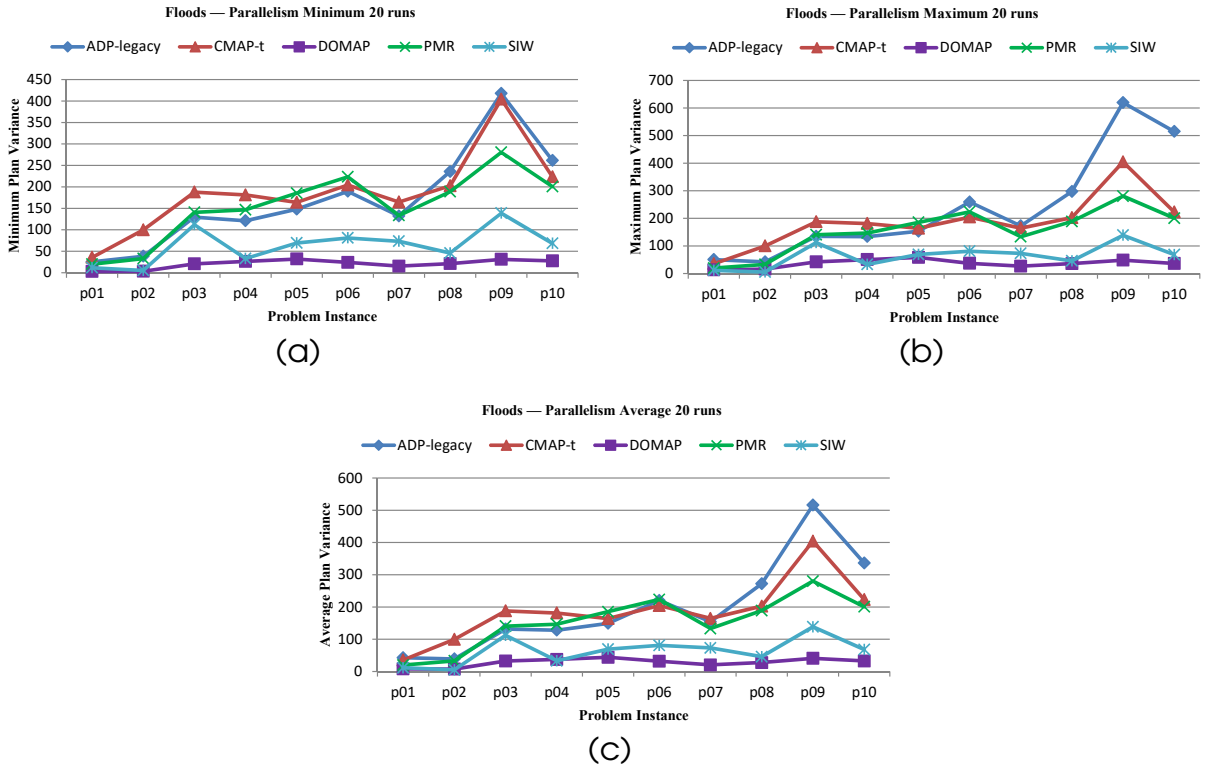 Floods — Parallelism Minimum 20 runs
ADP-legacy CMAP-t DOMAP PMR SIW
Minimum Plan Variance
450
400
350
300
250
200
150
100
50
0
p01 p02 p03 p04 p05 p06 p07 p08 p09 p10
Problem Instance
(a)
Floods — Parallelism Maximum 20 runs
ADP-legacy CMAP-t DOMAP PMR SIW
Maximum Plan Variance
700
600
500
400
300
200
100
0
p01 p02 p03 p04 p05 p06 p07 p08 p09 p10
Problem Instance
(b)
Floods — Parallelism Average 20 runs
ADP-legacy CMAP-t DOMAP PMR SIW
Average Plan Variance
600
500
400
300
200
100
0
p01 p02 p03 p04 p05 p06 p07 p08 p09 p10
Problem Instance
(c)